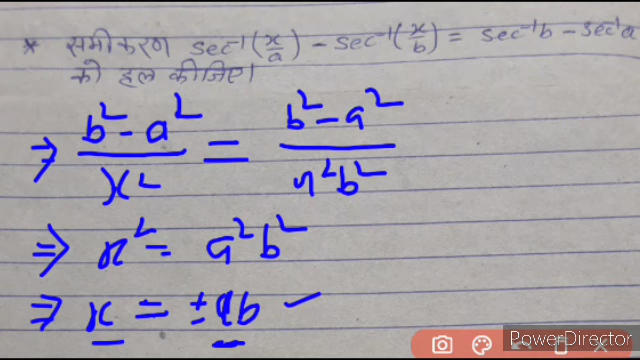 * समीकरण sec⁻¹(x/a) - sec⁻¹(x/b) = sec⁻¹b - sec⁻¹a
को हल कीजिए।
⇒ (b² - a²)/x² = (b² - a²)/a²b²
⇒ x² = a²b²
⇒ x = ±ab
PowerDirector